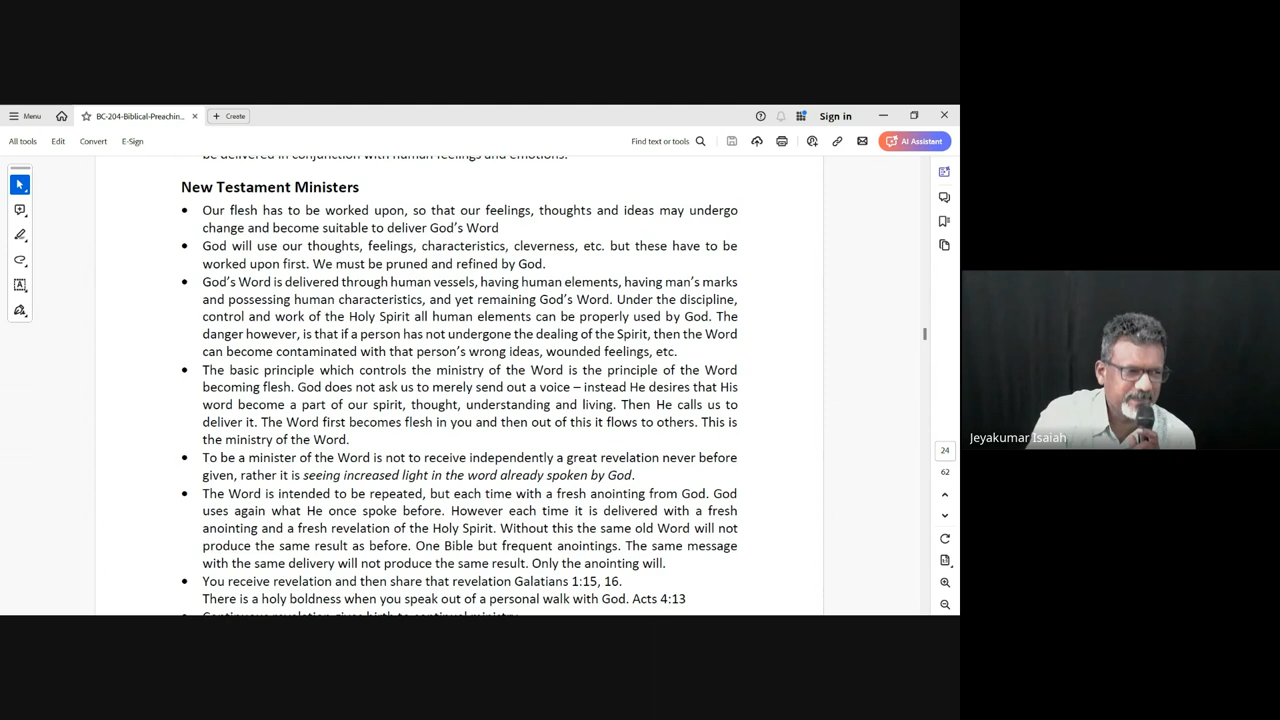 Menu
BC-204-Biblical-Preachin...
Create
Sign in
All tools
Edit
Convert
E-Sign
Find text or tools
AI Assistant
be delivered in conjunction with human feelings and emotions.
New Testament Ministers
• Our flesh has to be worked upon, so that our feelings, thoughts and ideas may undergo
change and become suitable to deliver God's Word
• God will use our thoughts, feelings, characteristics, cleverness, etc. but these have to be
worked upon first. We must be pruned and refined by God.
• God's Word is delivered through human vessels, having human elements, having man's marks
and possessing human characteristics, and yet remaining God's Word. Under the discipline,
control and work of the Holy Spirit all human elements can be properly used by God. The
danger however, is that if a person has not undergone the dealing of the Spirit, then the Word
can become contaminated with that person's wrong ideas, wounded feelings, etc.
• The basic principle which controls the ministry of the Word is the principle of the Word
becoming flesh. God does not ask us to merely send out a voice – instead He desires that His
word become a part of our spirit, thought, understanding and living. Then He calls us to
deliver it. The Word first becomes flesh in you and then out of this it flows to others. This is
the ministry of the Word.
• To be a minister of the Word is not to receive independently a great revelation never before
given, rather it is seeing increased light in the word already spoken by God.
• The Word is intended to be repeated, but each time with a fresh anointing from God. God
uses again what He once spoke before. However each time it is delivered with a fresh
anointing and a fresh revelation of the Holy Spirit. Without this the same old Word will not
produce the same result as before. One Bible but frequent anointings. The same message
with the same delivery will not produce the same result. Only the anointing will.
• You receive revelation and then share that revelation Galatians 1:15, 16.
There is a holy boldness when you speak out of a personal walk with God. Acts 4:13
• Continuous revelation gives birth to continual ministry
24
62
Jeyakumar Isaiah